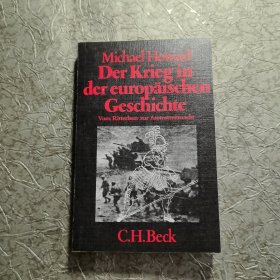 Michael Howard
Der Krieg in
der europäischen
Geschichte
Vom Ritterheer zur Atomstreitmacht
C.H.Beck